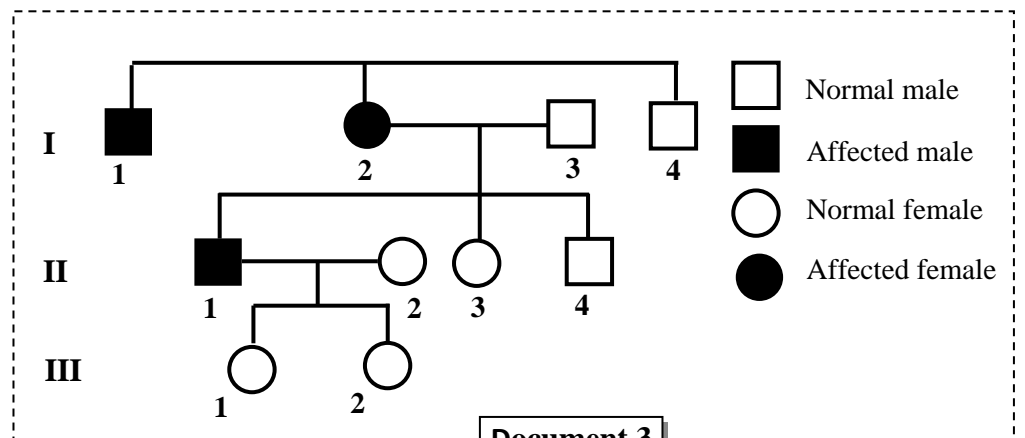 Normal male
I
Affected male
1
2
3
4
Normal female
II
Affected female
1
2
3
4
III
1
2
Document 3